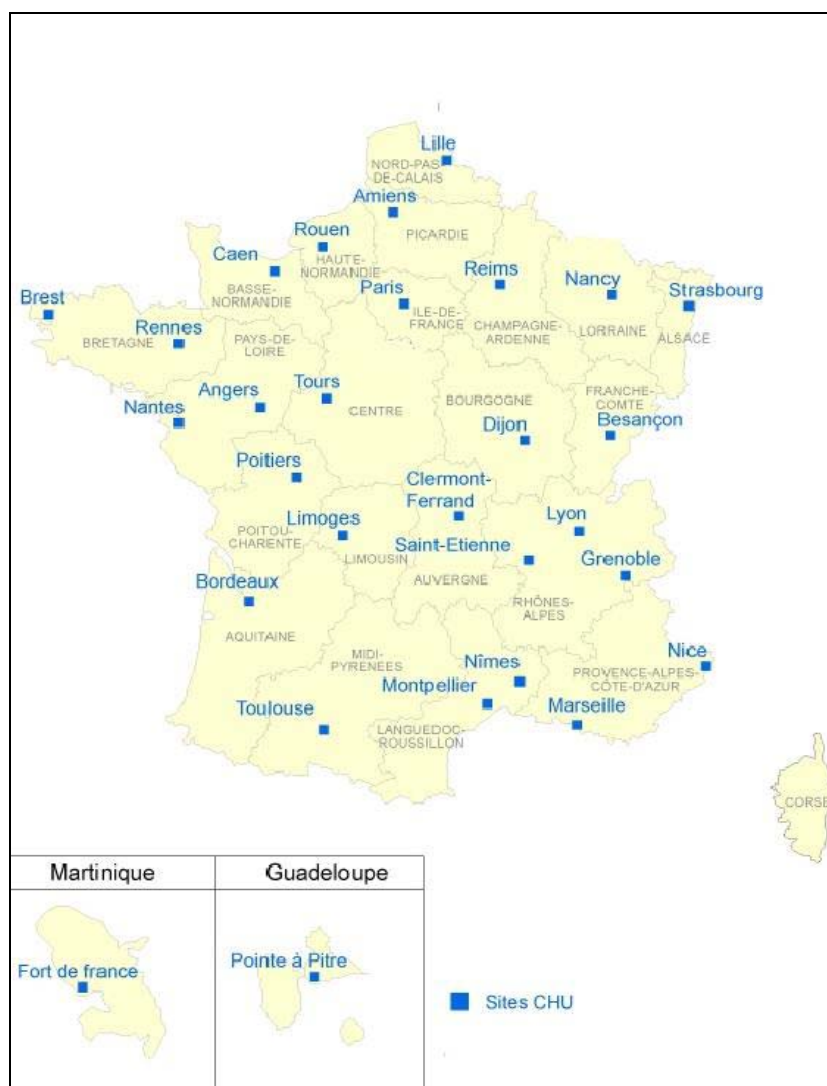 Lille
NORD-PAS-
DE-CALAIS
Amiens
PICARDIE
Rouen
HAUTE-
NORMANDIE
Caen
BASSE-
NORMANDIE
Reims
Nancy
Strasbourg
Paris
ILE-DE-
FRANCE
CHAMPAGNE-
ARDENNE
LORRAINE
ALSACE
Brest
Rennes
BRETAGNE
PAYS-DE-
LOIRE
Angers
Tours
Nantes
CENTRE
BOURGOGNE
Dijon
FRANCHE-
COMTE
Besançon
Poitiers
Clermont-
Ferrand
Limoges
POITOU-
CHARIENTE
LIMOUSIN
Lyon
Saint-Etienne
Grenoble
AUVERGNE
RHÔNES-
ALPES
Bordeaux
AQUITAINE
MIDI-
PYRENEES
Nîmes
Montpellier
Nice
PROVENCE-ALPES-
CÔTE-D'AZUR
Marseille
Toulouse
LANGUEDOC-
ROUSSILLON
CORSE
Martinique
Guadeloupe
Fort de france
Pointe à Pitre
Sites CHU